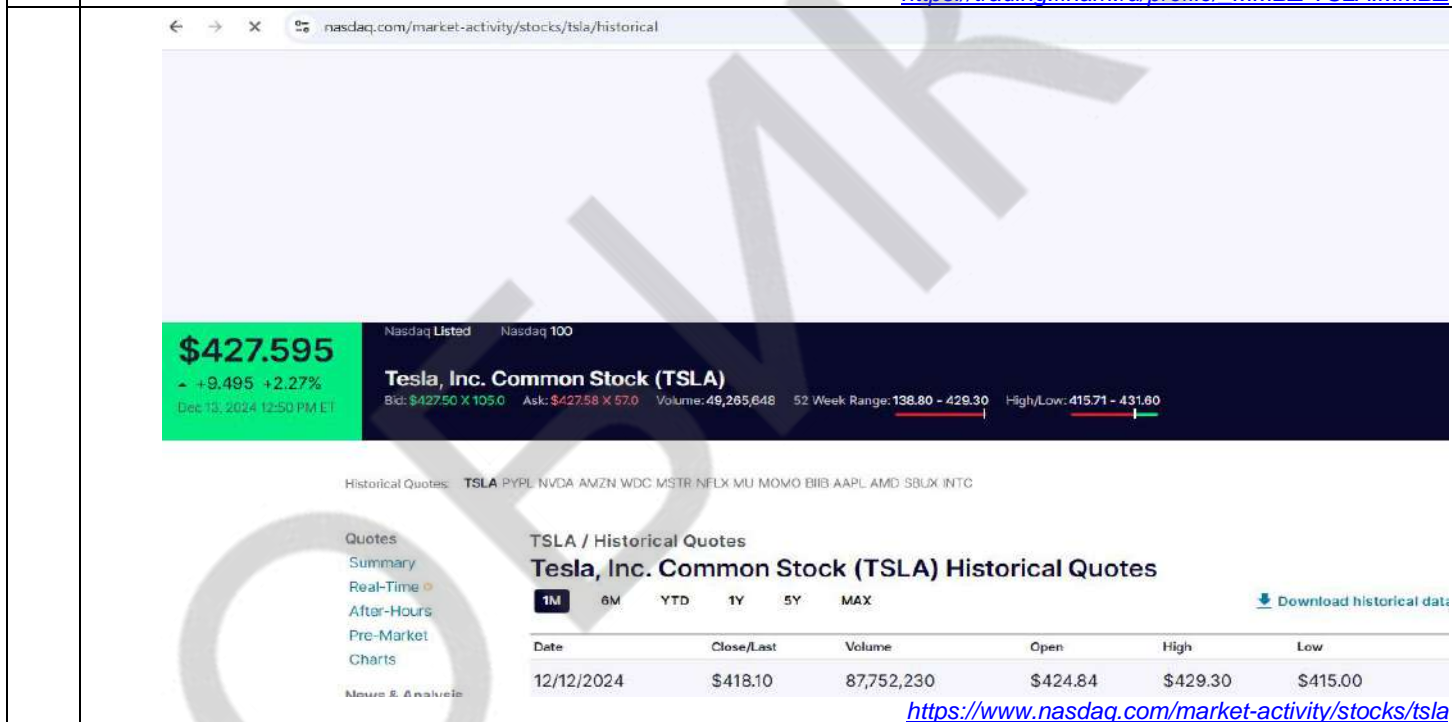 nasdaq.com/market-activity/stocks/tsla/historical
$427.595
+9.495 +2.27%
Dec 13, 2024 12:50 PM ET
Nasdaq Listed Nasdaq 100
Tesla, Inc. Common Stock (TSLA)
Bid: $427.50 X 105.0 Ask: $427.58 X 57.0 Volume: 49,265,648 52 Week Range: 138.80 - 429.30 High/Low: 415.71 - 431.60
Historical Quotes: TSLA PYPL NVDA AMZN WDC MSTR NFLX MU MOMO BIIB AAPL AMD SBUX INTC
Quotes
Summary
Real-Time
After-Hours
Pre-Market
Charts
News & Analysis
TSLA / Historical Quotes
Tesla, Inc. Common Stock (TSLA) Historical Quotes
1M 6M YTD 1Y 5Y MAX
Download historical data
Date Close/Last Volume Open High Low
12/12/2024 $418.10 87,752,230 $424.84 $429.30 $415.00
https://www.nasdaq.com/market-activity/stocks/tsla